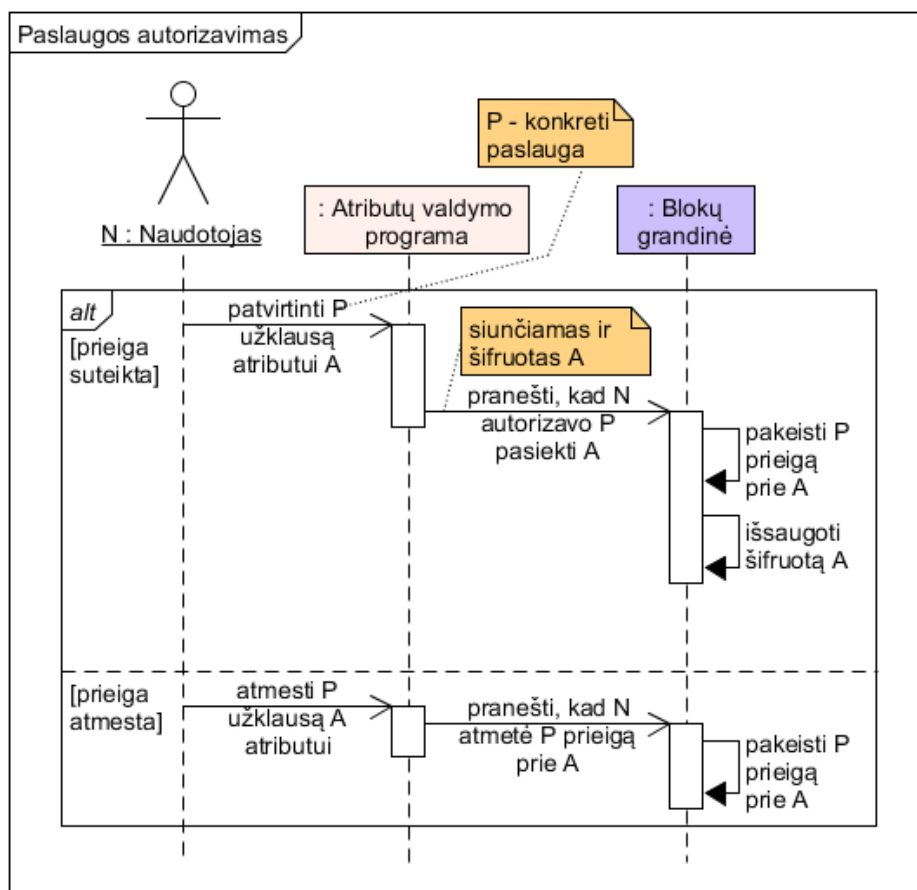 Paslaugos autorizavimas
P - konkreti
paslauga
N : Naudotojas
: Atributų valdymo
programa
: Blokų
grandinė
alt
[prieiga
suteikta]
patvirtinti P
užklausą
atributui A
siunčiamas ir
šifruotas A
pranešti, kad N
autorizavo P
pasiekti A
pakeisti P
prieigą
prie A
išsaugoti
šifruotą A
[prieiga
atmesta]
atmesti P
užklausą A
atributui
pranešti, kad N
atmetė P prieigą
prie A
pakeisti P
prieigą
prie A